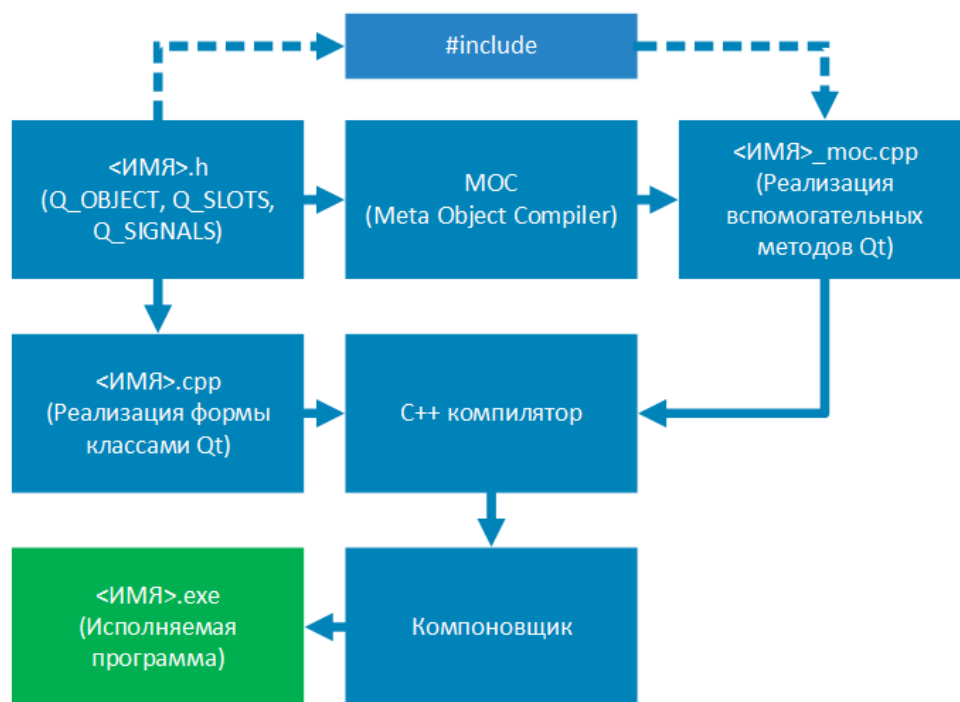 #include
<ИМЯ>.h
(Q_OBJECT, Q_SLOTS,
Q_SIGNALS)
MOC
(Meta Object Compiler)
<ИМЯ>_moc.cpp
(Реализация
вспомогательных
методов Qt)
<ИМЯ>.cpp
(Реализация формы
классами Qt)
C++ компилятор
<ИМЯ>.exe
(Исполняемая
программа)
Компоновщик